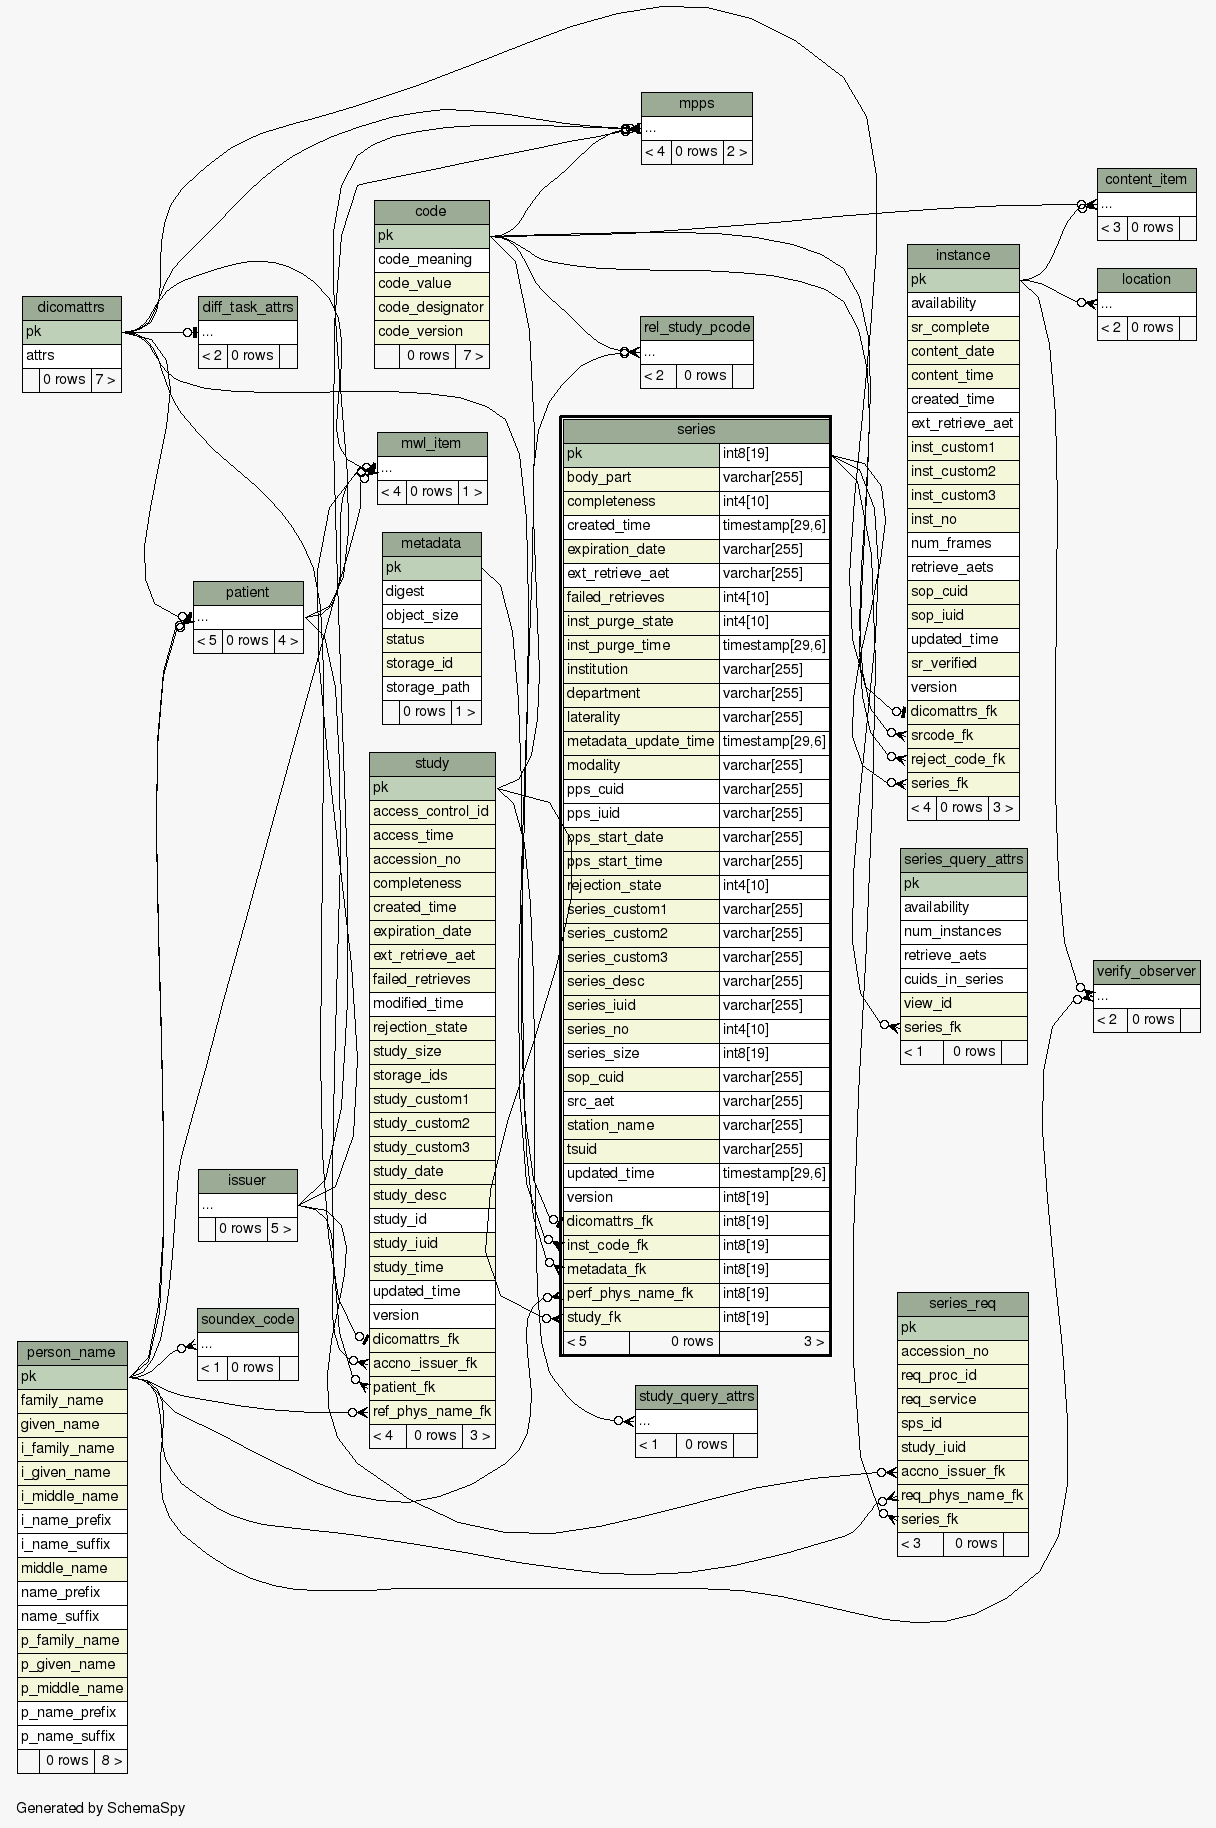 mpps
...
< 4 0 rows 2 >
content_item
...
< 3 0 rows
code
pk
code_meaning
code_value
code_designator
code_version
0 rows 7 >
instance
pk
availability
sr_complete
content_date
content_time
created_time
ext_retrieve_aet
inst_custom1
inst_custom2
inst_custom3
inst_no
num_frames
retrieve_aets
sop_cuid
sop_iuid
updated_time
sr_verified
version
dicomattrs_fk
srcode_fk
reject_code_fk
series_fk
< 4 0 rows 3 >
location
...
< 2 0 rows
dicomattrs
pk
attrs
0 rows 7 >
diff_task_attrs
...
< 2 0 rows
rel_study_pcode
...
< 2 0 rows
series
pk int8[19]
body_part varchar[255]
completeness int4[10]
created_time timestamp[29,6]
expiration_date varchar[255]
ext_retrieve_aet varchar[255]
failed_retrieves int4[10]
inst_purge_state int4[10]
inst_purge_time timestamp[29,6]
institution varchar[255]
department varchar[255]
laterality varchar[255]
metadata_update_time timestamp[29,6]
modality varchar[255]
pps_cuid varchar[255]
pps_iuid varchar[255]
pps_start_date varchar[255]
pps_start_time varchar[255]
rejection_state int4[10]
series_custom1 varchar[255]
series_custom2 varchar[255]
series_custom3 varchar[255]
series_desc varchar[255]
series_iuid varchar[255]
series_no int4[10]
series_size int8[19]
sop_cuid varchar[255]
src_aet varchar[255]
station_name varchar[255]
tsuid varchar[255]
updated_time timestamp[29,6]
version int8[19]
dicomattrs_fk int8[19]
inst_code_fk int8[19]
metadata_fk int8[19]
perf_phys_name_fk int8[19]
study_fk int8[19]
< 5 0 rows 3 >
mwl_item
...
< 4 0 rows 1 >
metadata
pk
digest
object_size
status
storage_id
storage_path
0 rows 1 >
patient
...
< 5 0 rows 4 >
study
pk
access_control_id
access_time
accession_no
completeness
created_time
expiration_date
ext_retrieve_aet
failed_retrieves
modified_time
rejection_state
study_size
storage_ids
study_custom1
study_custom2
study_custom3
study_date
study_desc
study_id
study_iuid
study_time
updated_time
version
dicomattrs_fk
accno_issuer_fk
patient_fk
ref_phys_name_fk
< 4 0 rows 3 >
series_query_attrs
pk
availability
num_instances
retrieve_aets
cuids_in_series
view_id
series_fk
< 1 0 rows
verify_observer
...
< 2 0 rows
issuer
...
0 rows 5 >
soundex_code
...
< 1 0 rows
series_req
pk
accession_no
req_proc_id
req_service
sps_id
study_iuid
accno_issuer_fk
req_phys_name_fk
series_fk
< 3 0 rows
person_name
pk
family_name
given_name
i_family_name
i_given_name
i_middle_name
i_name_prefix
i_name_suffix
middle_name
name_prefix
name_suffix
p_family_name
p_given_name
p_middle_name
p_name_prefix
p_name_suffix
0 rows 8 >
study_query_attrs
...
< 1 0 rows
Generated by SchemaSpy